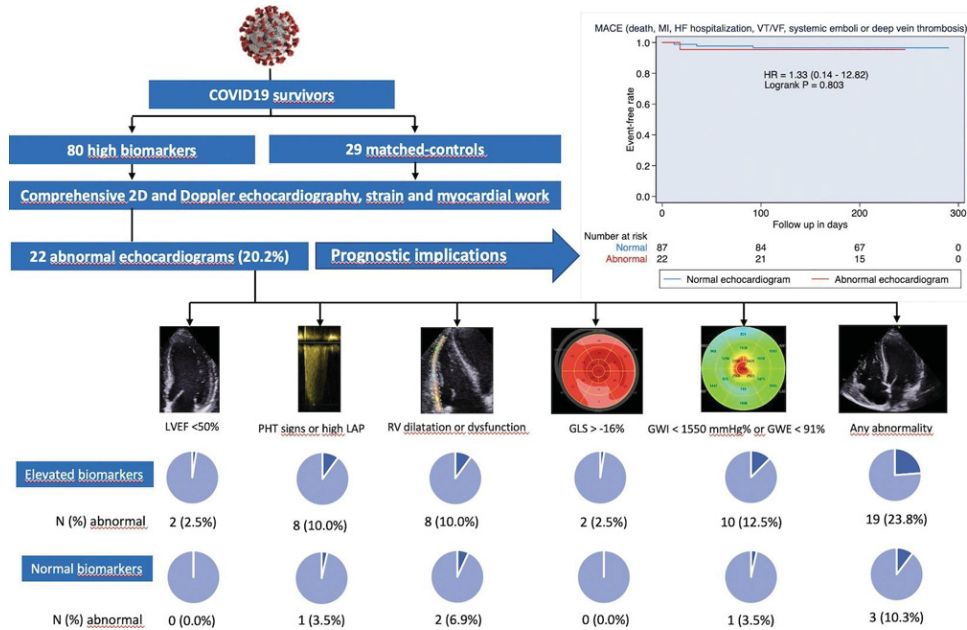 COVID19 survivors
80 high biomarkers
29 matched-controls
Comprehensive 2D and Doppler echocardiography, strain and myocardial work
22 abnormal echocardiograms (20.2%)
Prognostic implications
MACE (death, MI, HF hospitalization, VT/VF, systemic emboli or deep vein thrombosis)
Event-free rate
1.0
0.8
0.6
0.4
0.2
0.0
HR = 1.33 (0.14 - 12.82)
Logrank P = 0.803
0 100 200 300
Follow up in days
Number at risk
Normal 87 84 67 0
Abnormal 22 21 15 0
Normal echocardiogram Abnormal echocardiogram
LVEF <50% PHT signs or high LAP RV dilatation or dysfunction GLS > -16% GWI < 1550 mmHg% or GWE < 91% Any abnormality
Elevated biomarkers
N (%) abnormal 2 (2.5%) 8 (10.0%) 8 (10.0%) 2 (2.5%) 10 (12.5%) 19 (23.8%)
Normal biomarkers
N (%) abnormal 0 (0.0%) 1 (3.5%) 2 (6.9%) 0 (0.0%) 1 (3.5%) 3 (10.3%)